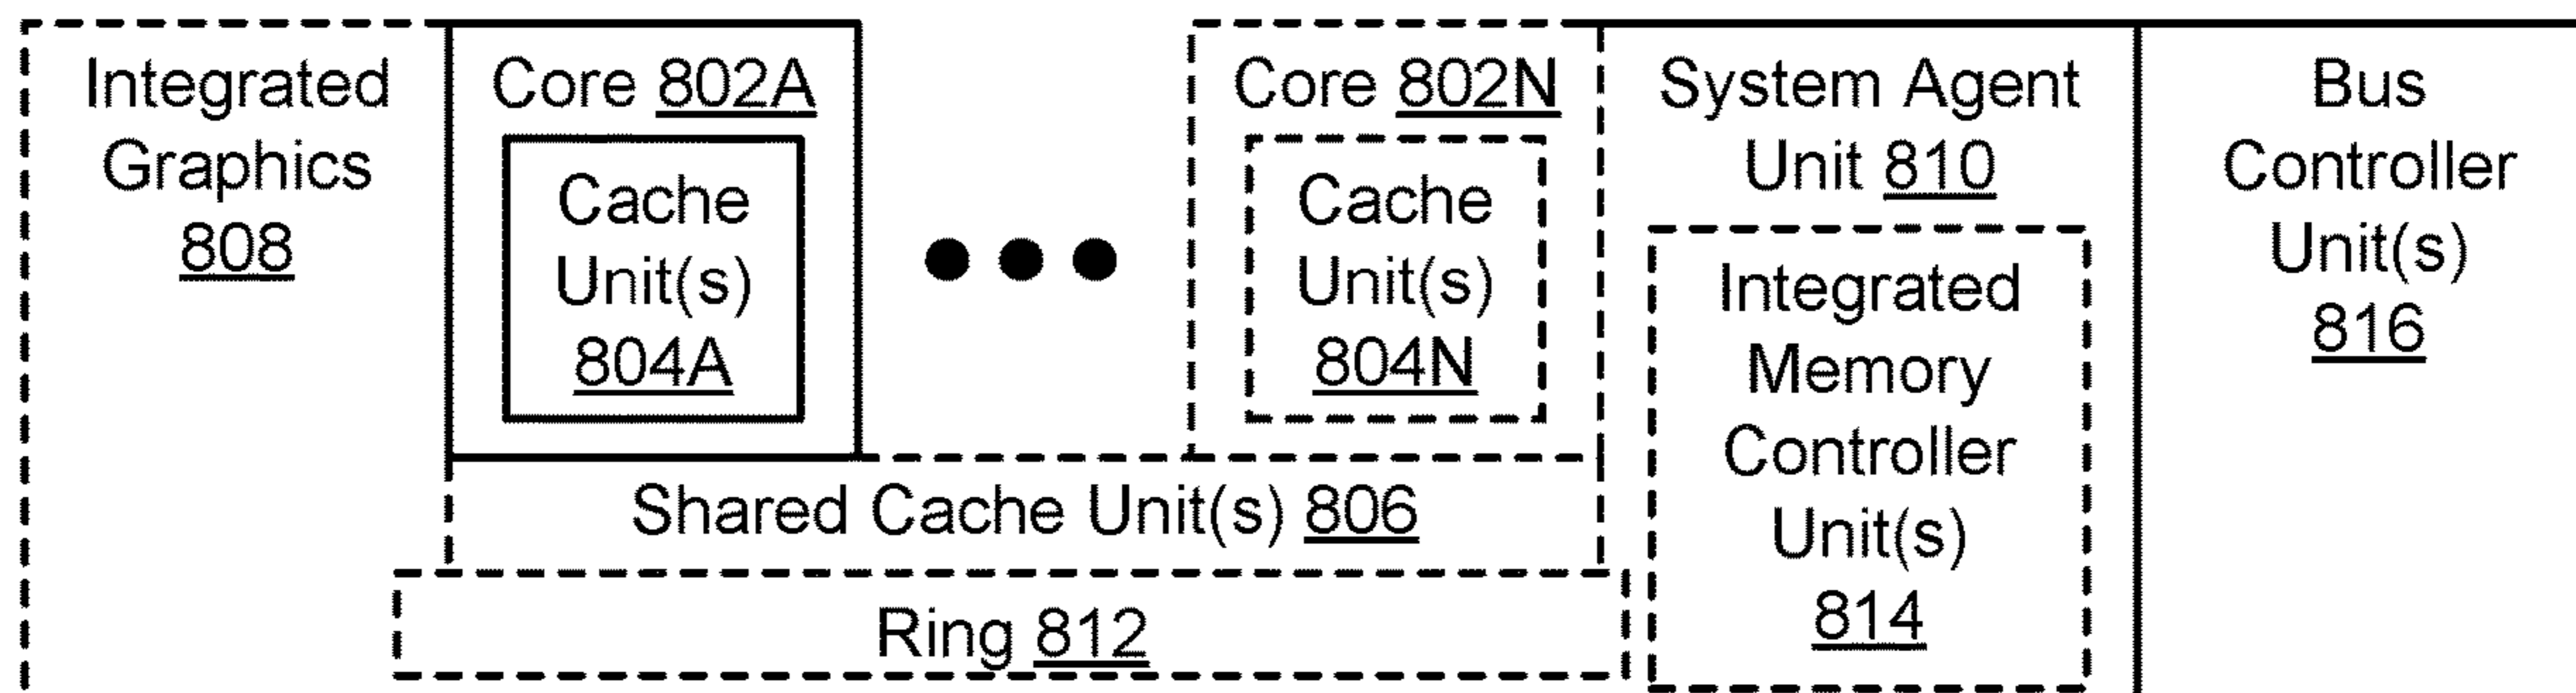 Integrated
Graphics
808
Core 802A
Cache
Unit(s)
804A
Core 802N
Cache
Unit(s)
804N
System Agent
Unit 810
Integrated
Memory
Controller
Unit(s)
814
Bus
Controller
Unit(s)
816
Shared Cache Unit(s) 806
Ring 812